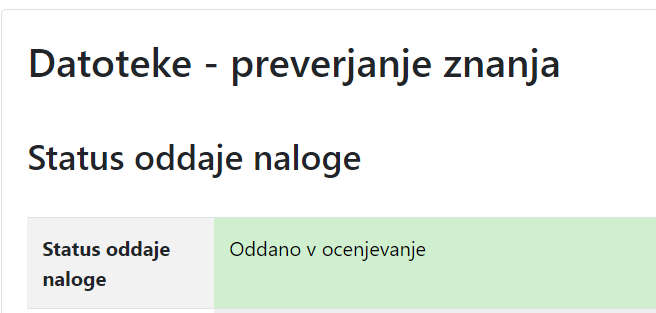 Datoteke - preverjanje znanja
Status oddaje naloge
Status oddaje
naloge
Oddano v ocenjevanje